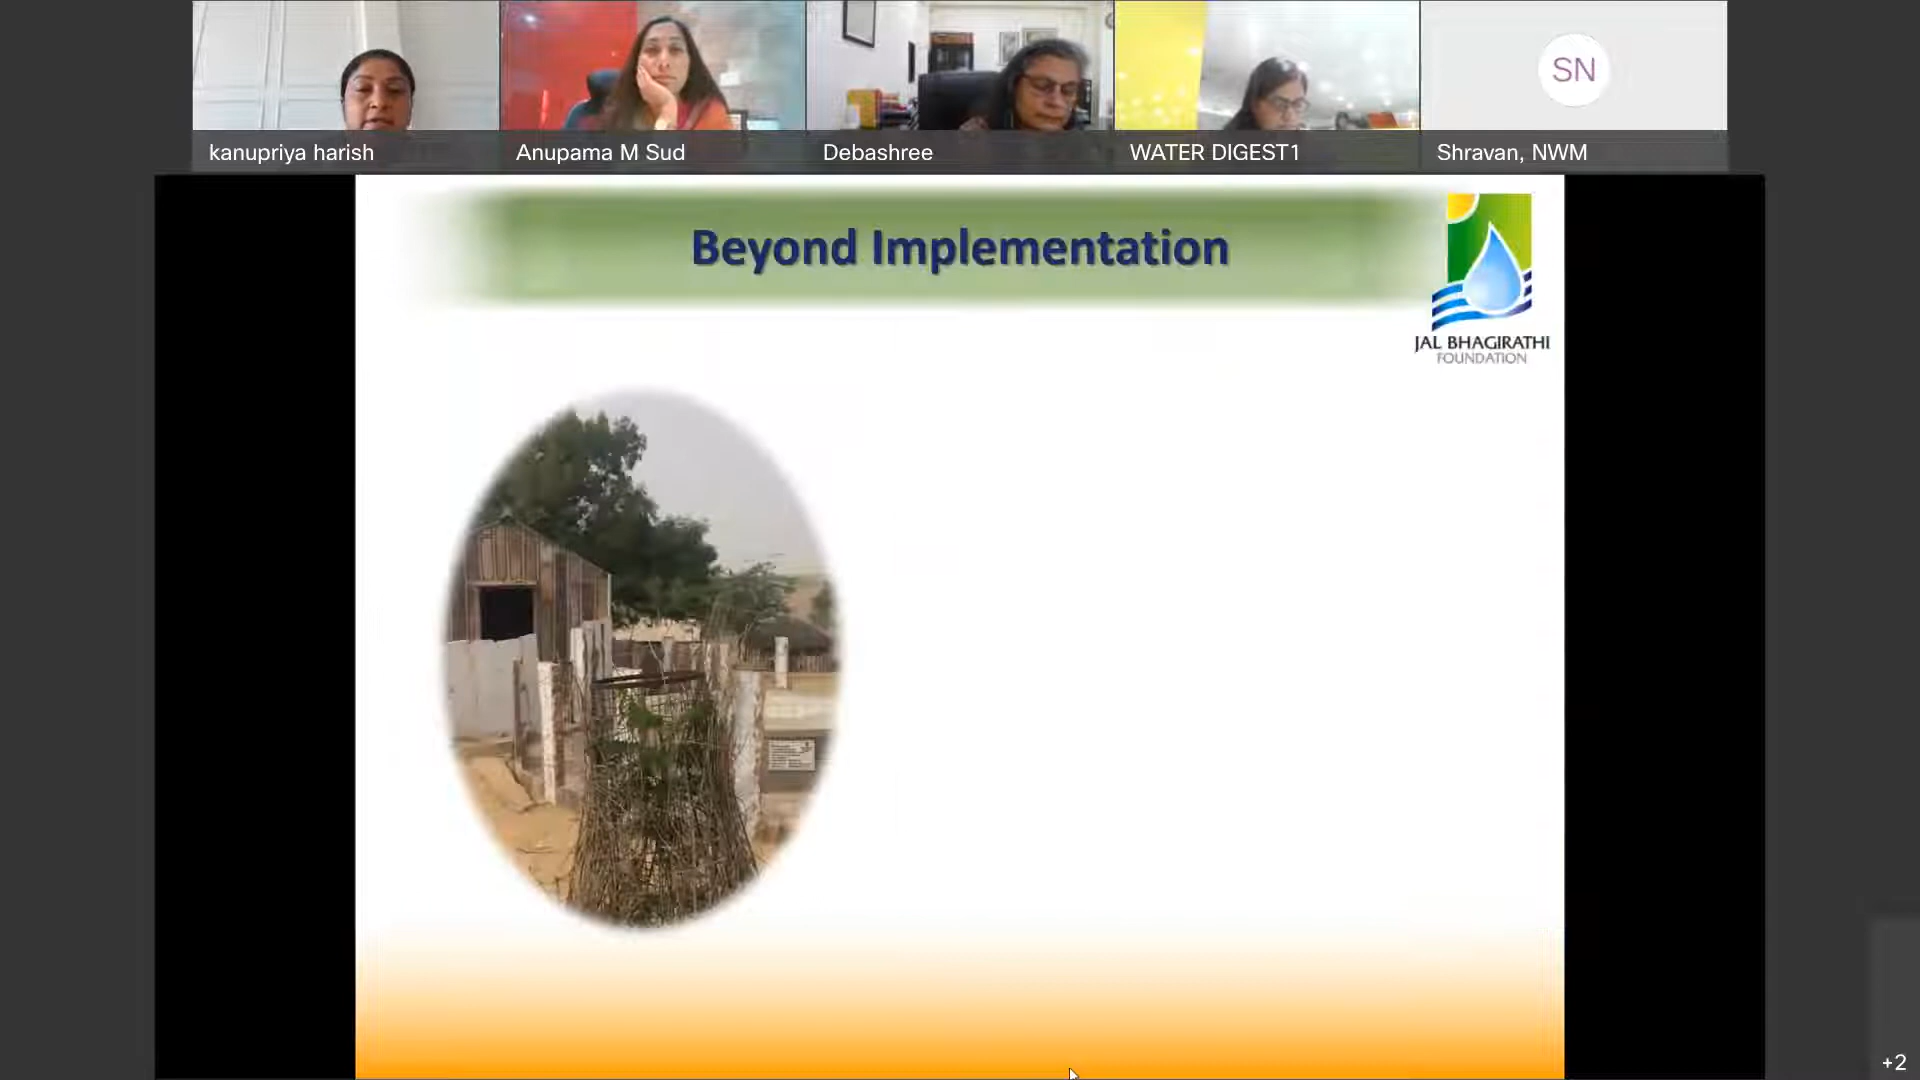 SN
kanupriya harish
Anupama M Sud
Debashree
WATER DIGEST1
Shravan, NWM
Beyond Implementation
JAL BHAGIRATHI
FOUNDATION
+2